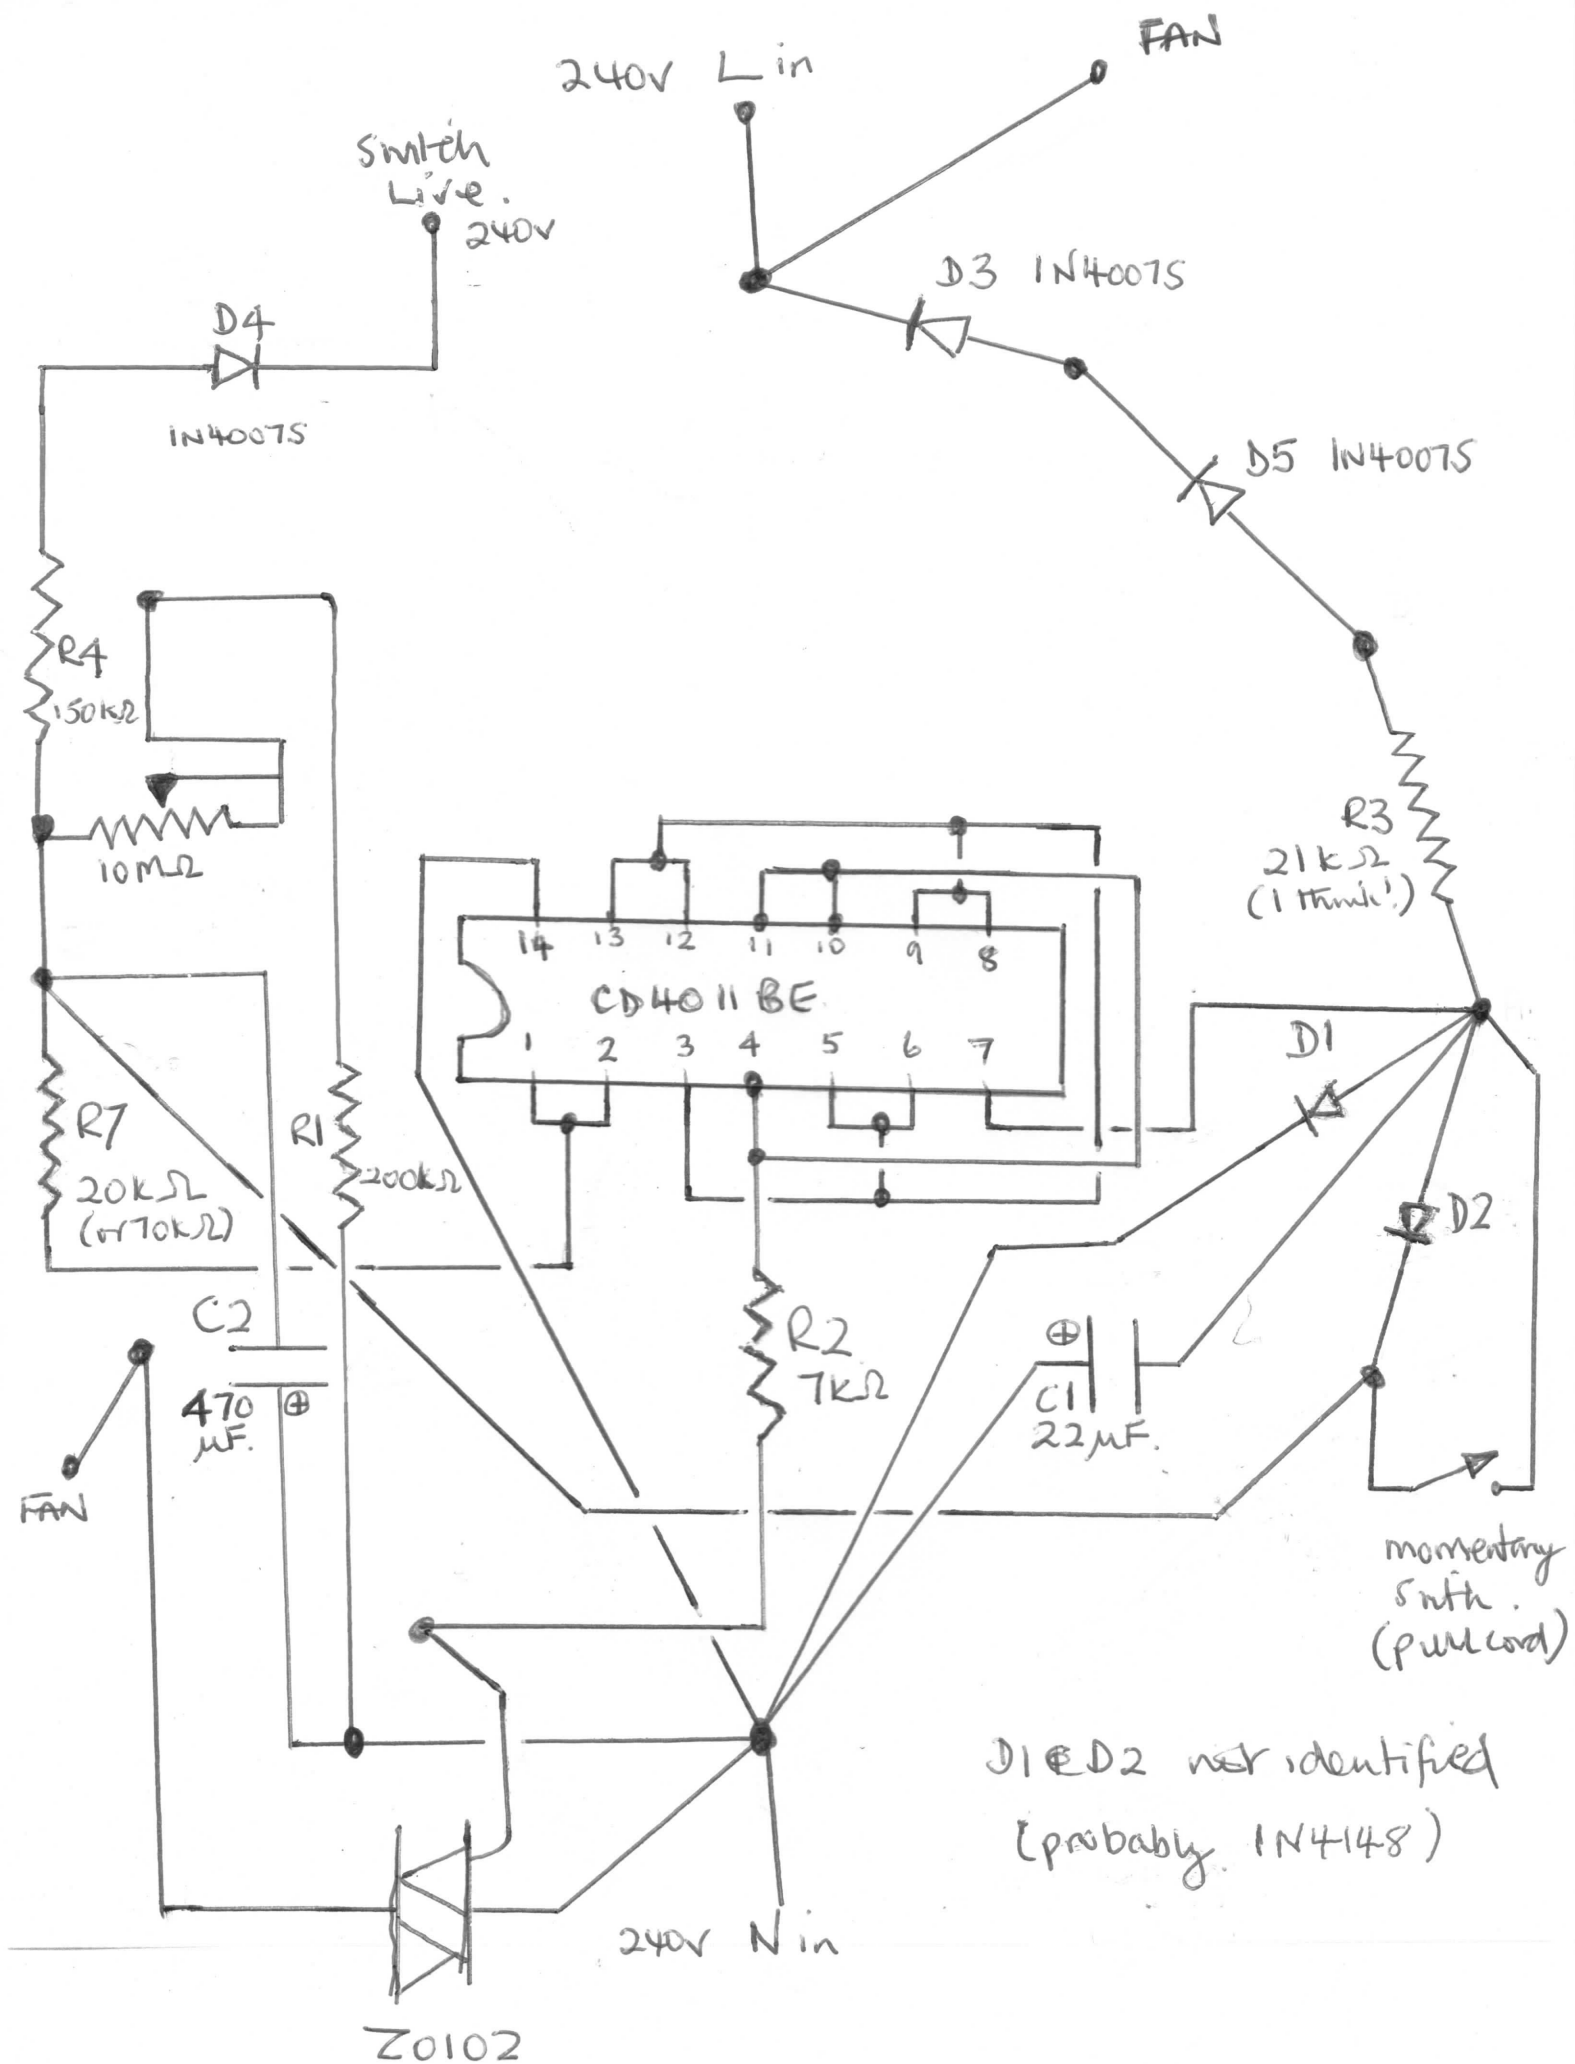 FAN
240v L in
Switch
Live.
240v
D3 1N4007S
D4
1N4007S
D5 1N4007S
R4
150kΩ
10MΩ
R3
21kΩ
(I think!)
14 13 12 11 10 9 8
CD4011BE
1 2 3 4 5 6 7
D1
R7
20kΩ
(or 70kΩ)
R1
200kΩ
D2
C2
470
µF.
R2
7kΩ
C1
22µF.
FAN
momentary
swth.
(pull cord)
D1 & D2 not identified
(probably 1N4148)
240v N in
Z0102